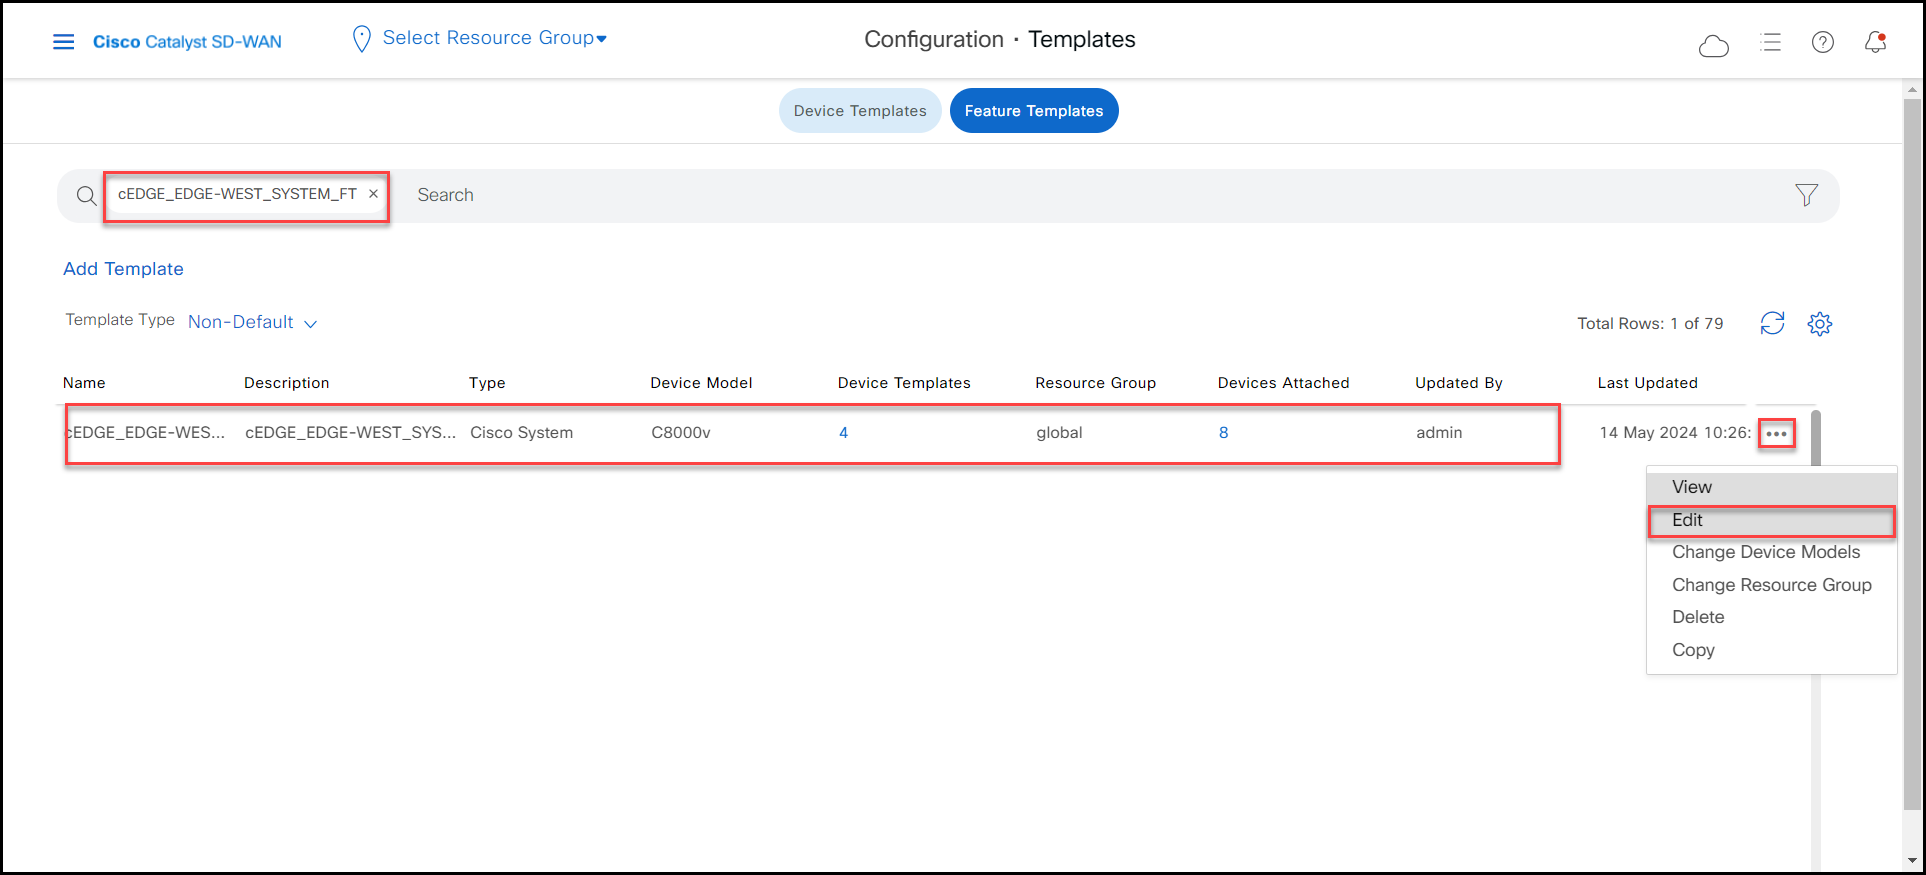 Cisco Catalyst SD-WAN
Select Resource Group
Configuration · Templates
Device Templates
Feature Templates
cEDGE_EDGE-WEST_SYSTEM_FT ×
Search
Add Template
Template Type Non-Default
Total Rows: 1 of 79
Name Description Type Device Model Device Templates Resource Group Devices Attached Updated By Last Updated
cEDGE_EDGE-WES... cEDGE_EDGE-WEST_SYS... Cisco System C8000v 4 global 8 admin 14 May 2024 10:26: •••
View
Edit
Change Device Models
Change Resource Group
Delete
Copy